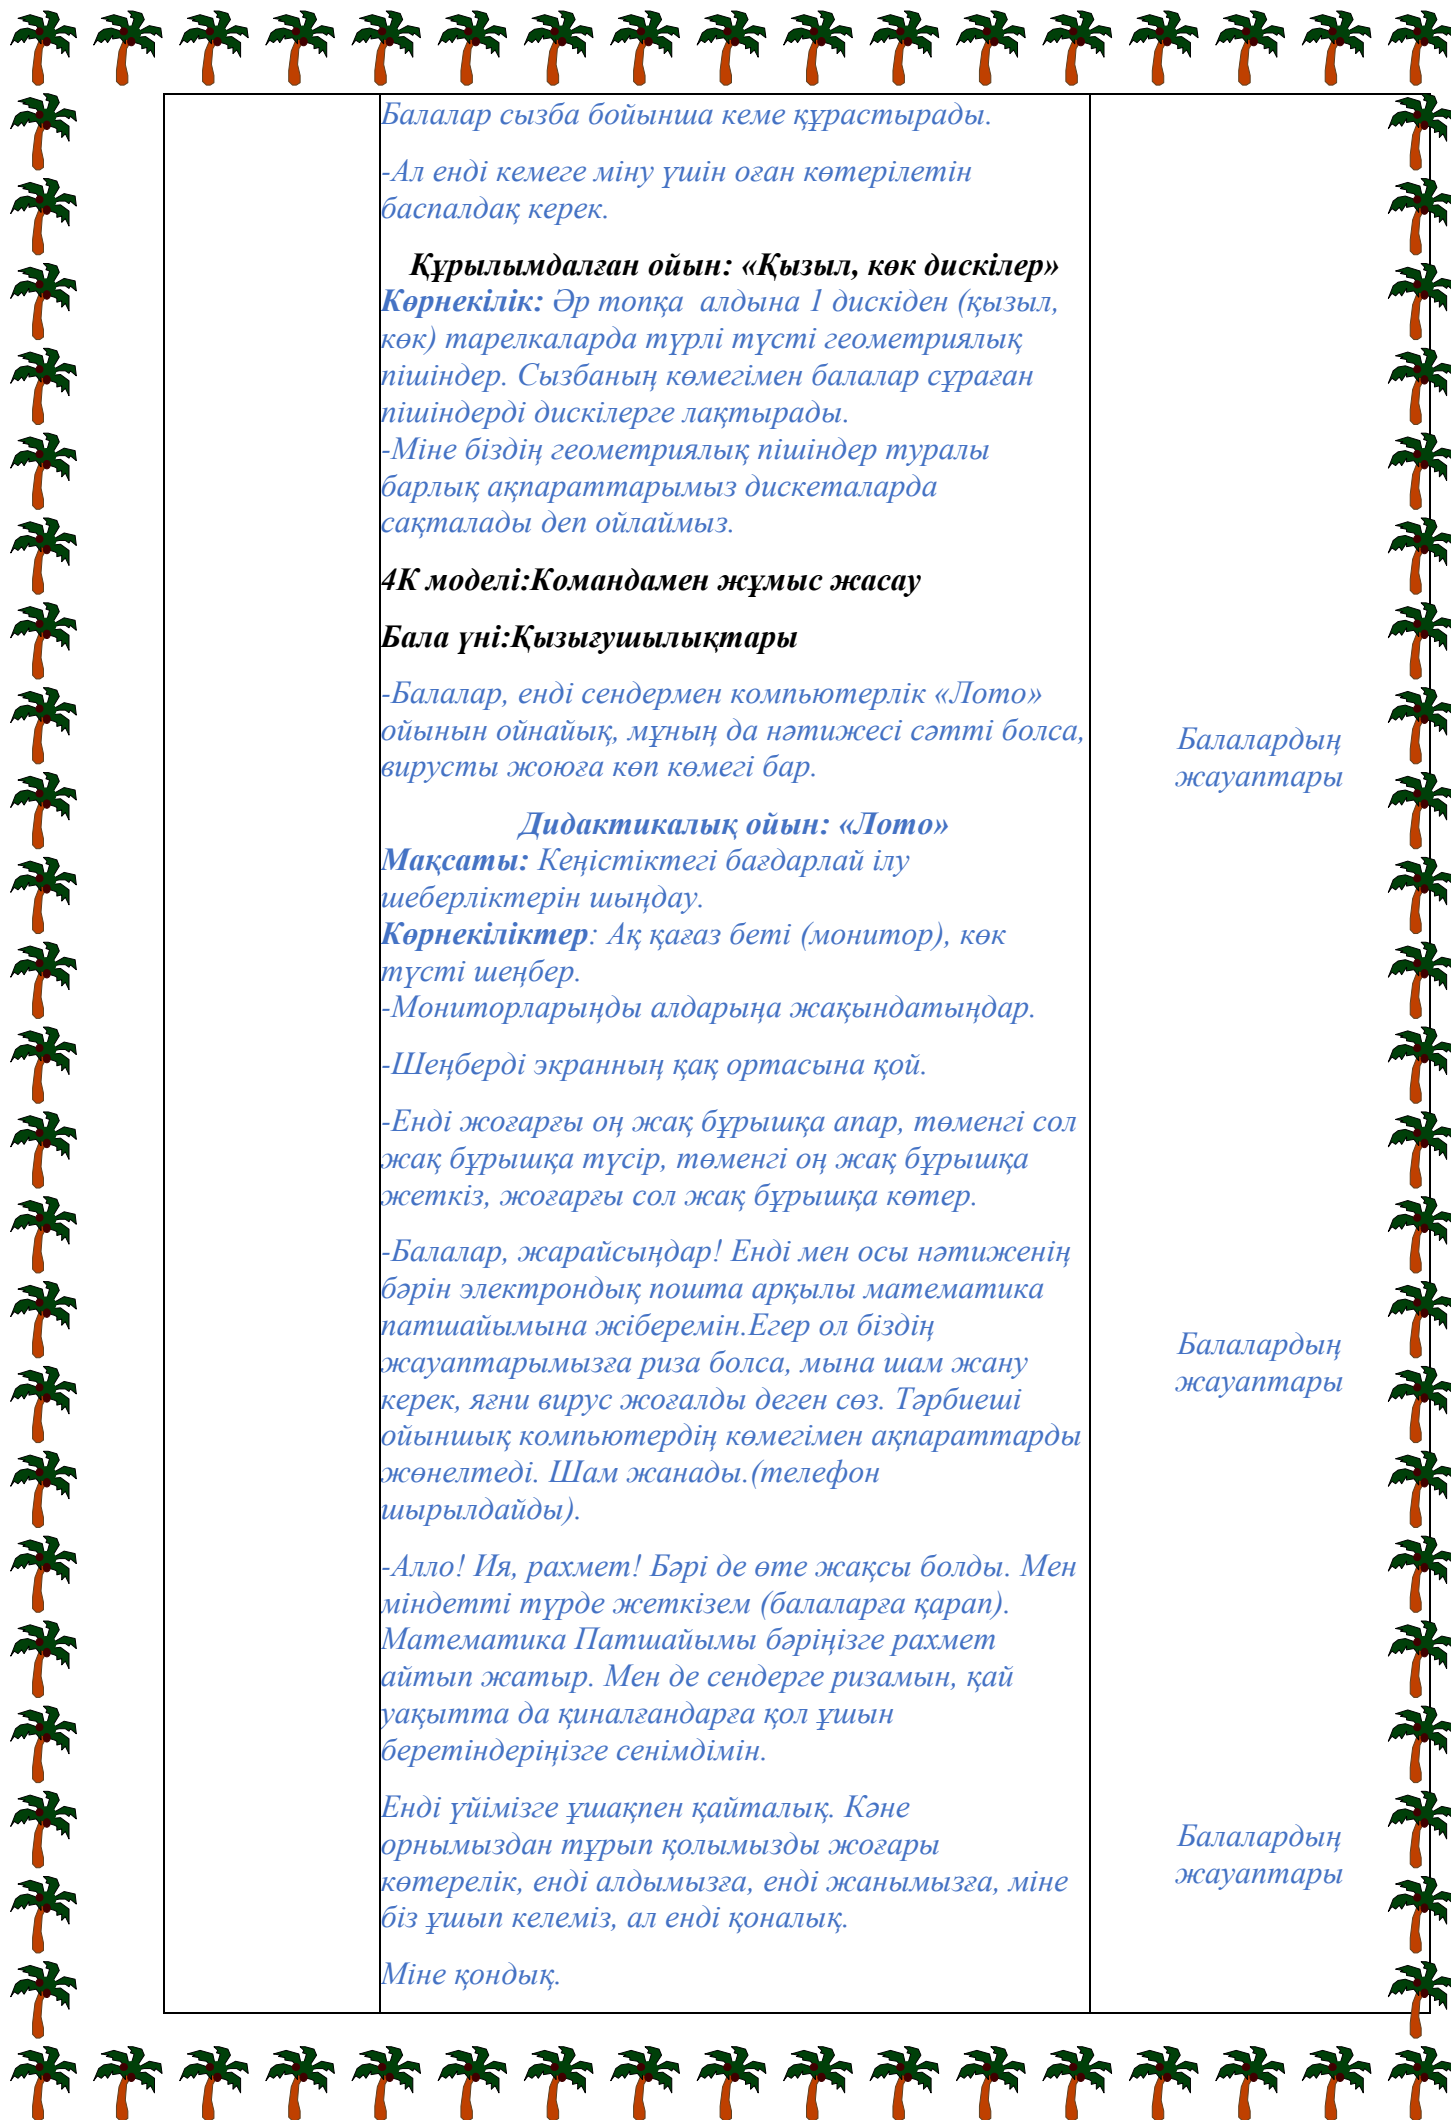 Балалар сызба бойынша кеме құрастырады.
-Ал енді кемеге міну үшін оған көтерілетін
баспалдақ керек.
Құрылымдалған ойын: «Қызыл, көк дискілер»
Көрнекілік: Әр топқа алдына 1 дискіден (қызыл,
көк) тарелкаларда түрлі түсті геометриялық
пішіндер. Сызбаның көмегімен балалар сұраған
пішіндерді дискілерге лақтырады.
-Міне біздің геометриялық пішіндер туралы
барлық ақпараттарымыз дискеталарда
сақталады деп ойлаймыз.
4К моделі:Командамен жұмыс жасау
Бала үні:Қызығушылықтары
-Балалар, енді сендермен компьютерлік «Лото»
ойынын ойнайық, мұның да нәтижесі сәтті болса,
вирусты жоюға көп көмегі бар.
Балалардың
жауаптары
Дидактикалық ойын: «Лото»
Мақсаты: Кеңістіктегі бағдарлай ілу
шеберліктерін шыңдау.
Көрнекіліктер: Ақ қағаз беті (монитор), көк
түсті шеңбер.
-Мониторларыңды алдарыңа жақындатыңдар.
-Шеңберді экранның қақ ортасына қой.
-Енді жоғарғы оң жақ бұрышқа апар, төменгі сол
жақ бұрышқа түсір, төменгі оң жақ бұрышқа
жеткіз, жоғарғы сол жақ бұрышқа көтер.
-Балалар, жарайсыңдар! Енді мен осы нәтиженің
бәрін электрондық пошта арқылы математика
патшайымына жіберемін.Егер ол біздің
жауаптарымызға риза болса, мына шам жану
керек, яғни вирус жоғалды деген сөз. Тәрбиеші
ойыншық компьютердің көмегімен ақпараттарды
жөнелтеді. Шам жанады.(телефон
шырылдайды).
Балалардың
жауаптары
-Алло! Ия, рахмет! Бәрі де өте жақсы болды. Мен
міндетті түрде жеткізем (балаларға қарап).
Математика Патшайымы бәріңізге рахмет
айтып жатыр. Мен де сендерге ризамын, қай
уақытта да қиналғандарға қол ұшын
беретіндеріңізге сенімдімін.
Енді үйімізге ұшақпен қайталық. Кәне
орнымыздан тұрып қолымызды жоғары
көтерелік, енді алдымызға, енді жанымызға, міне
біз ұшып келеміз, ал енді қоналық.
Балалардың
жауаптары
Міне қондық.